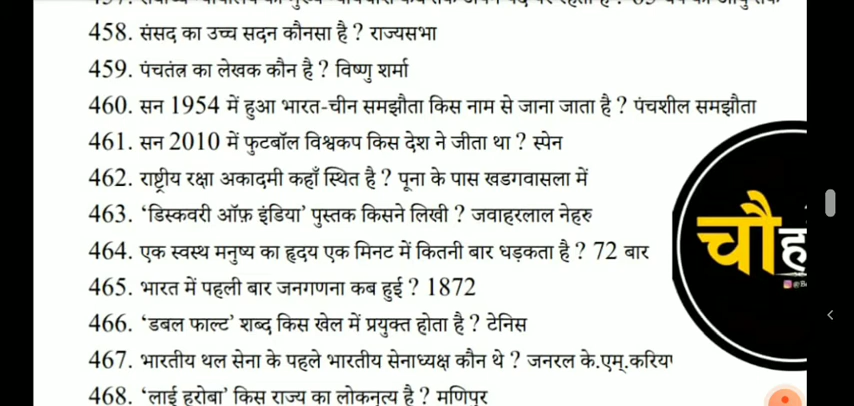 458. संसद का उच्च सदन कौनसा है ? राज्यसभा
459. पंचतंत्र का लेखक कौन है ? विष्णु शर्मा
460. सन 1954 में हुआ भारत-चीन समझौता किस नाम से जाना जाता है ? पंचशील समझौता
461. सन 2010 में फुटबॉल विश्वकप किस देश ने जीता था ? स्पेन
462. राष्ट्रीय रक्षा अकादमी कहाँ स्थित है ? पूना के पास खडगवासला में
463. ‘डिस्कवरी ऑफ़ इंडिया’ पुस्तक किसने लिखी ? जवाहरलाल नेहरु
464. एक स्वस्थ मनुष्य का हृदय एक मिनट में कितनी बार धड़कता है ? 72 बार
चौह
465. भारत में पहली बार जनगणना कब हुई ? 1872
466. ‘डबल फाल्ट’ शब्द किस खेल में प्रयुक्त होता है ? टेनिस
467. भारतीय थल सेना के पहले भारतीय सेनाध्यक्ष कौन थे ? जनरल के.एम्.करिय
468. ‘लाई हरोबा’ किस राज्य का लोकनृत्य है ? मणिपुर